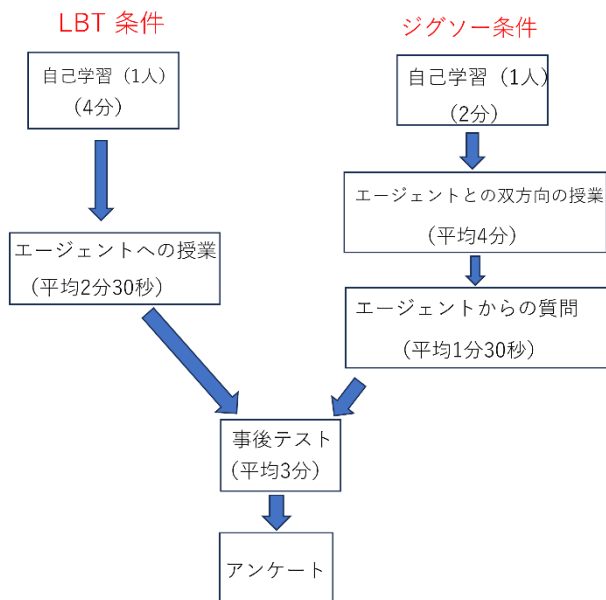 LBT 条件
自己学習（1人）
（4分）
エージェントへの授業
（平均2分30秒）
ジグソー条件
自己学習（1人）
（2分）
エージェントとの双方向の授業
（平均4分）
エージェントからの質問
（平均1分30秒）
事後テスト
（平均3分）
アンケート